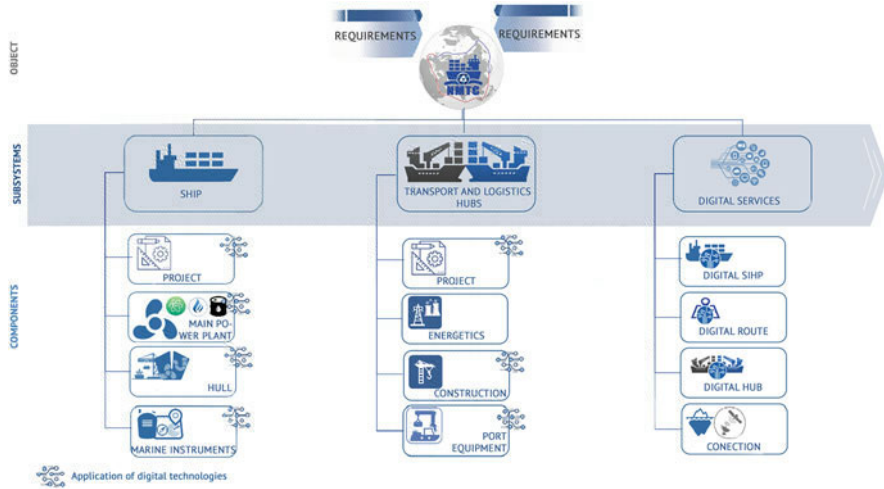 REQUIREMENTS
REQUIREMENTS
OBJECT
NMTC
SUBSYSTEMS
SHIP
TRANSPORT AND LOGISTICS
HUBS
DIGITAL SERVICES
COMPONENTS
PROJECT
MAIN PO-
WER PLANT
HULL
MARINE INSTRUMENTS
PROJECT
ENERGETICS
CONSTRUCTION
PORT
EQUIPMENT
DIGITAL SIHP
DIGITAL ROUTE
DIGITAL HUB
CONECTION
Application of digital technologies